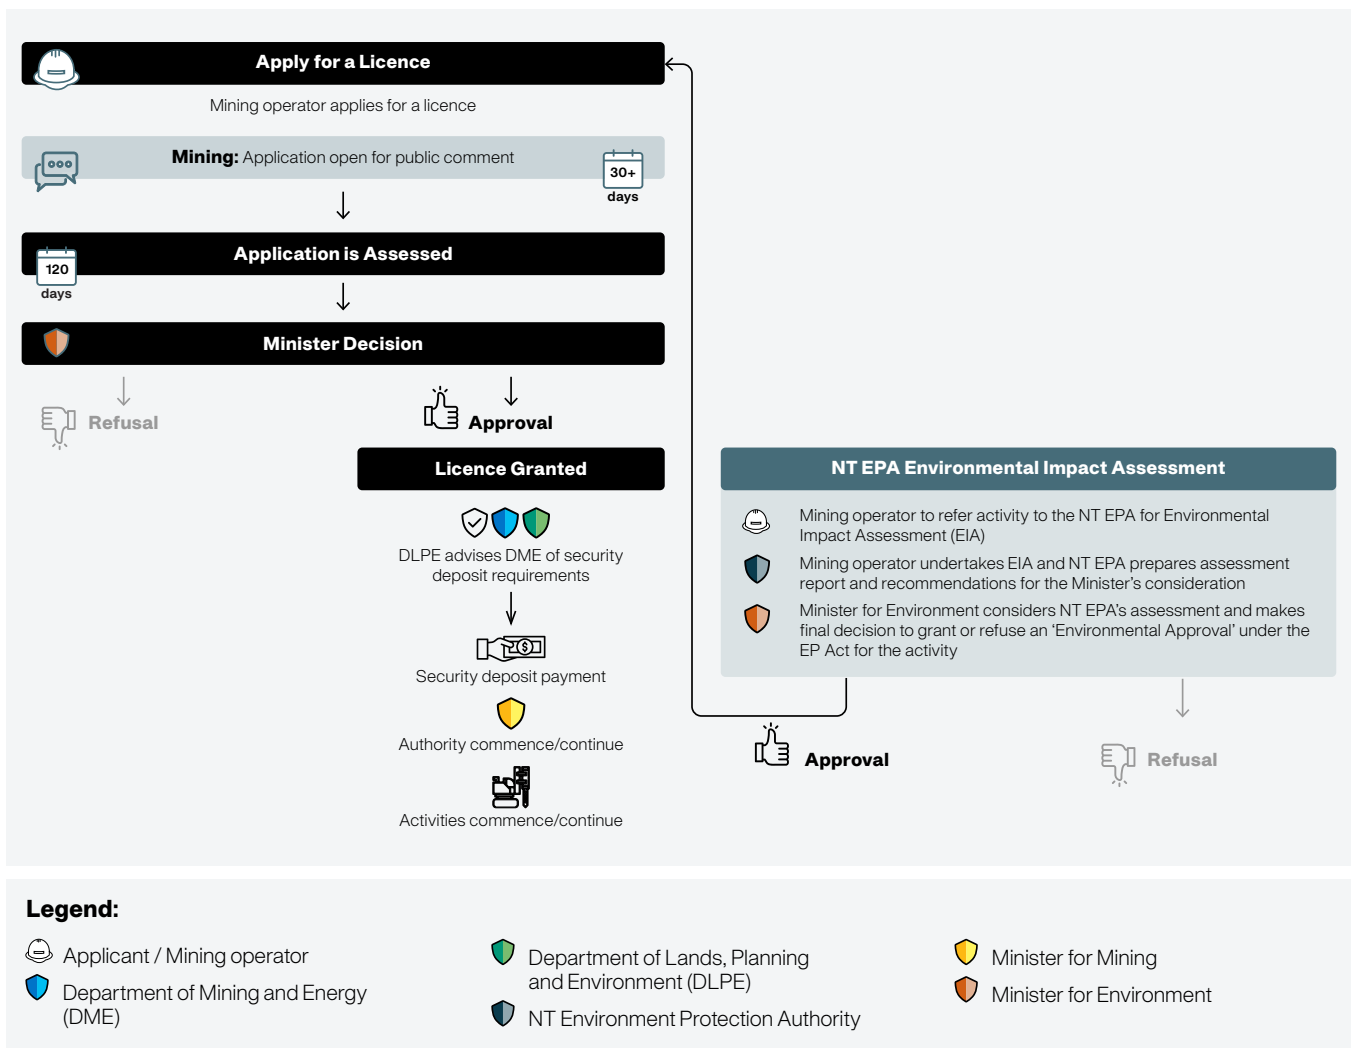 Apply for a Licence
Mining operator applies for a licence
Mining: Application open for public comment
30+
days
Application is Assessed
120
days
Minister Decision
Refusal
Approval
Licence Granted
DLPE advises DME of security
deposit requirements
Security deposit payment
Authority commence/continue
Activities commence/continue
NT EPA Environmental Impact Assessment
Mining operator to refer activity to the NT EPA for Environmental
Impact Assessment (EIA)
Mining operator undertakes EIA and NT EPA prepares assessment
report and recommendations for the Minister's consideration
Minister for Environment considers NT EPA's assessment and makes
final decision to grant or refuse an ‘Environmental Approval’ under the
EP Act for the activity
Approval
Refusal
Legend:
Applicant / Mining operator
Department of Mining and Energy
(DME)
Department of Lands, Planning
and Environment (DLPE)
NT Environment Protection Authority
Minister for Mining
Minister for Environment